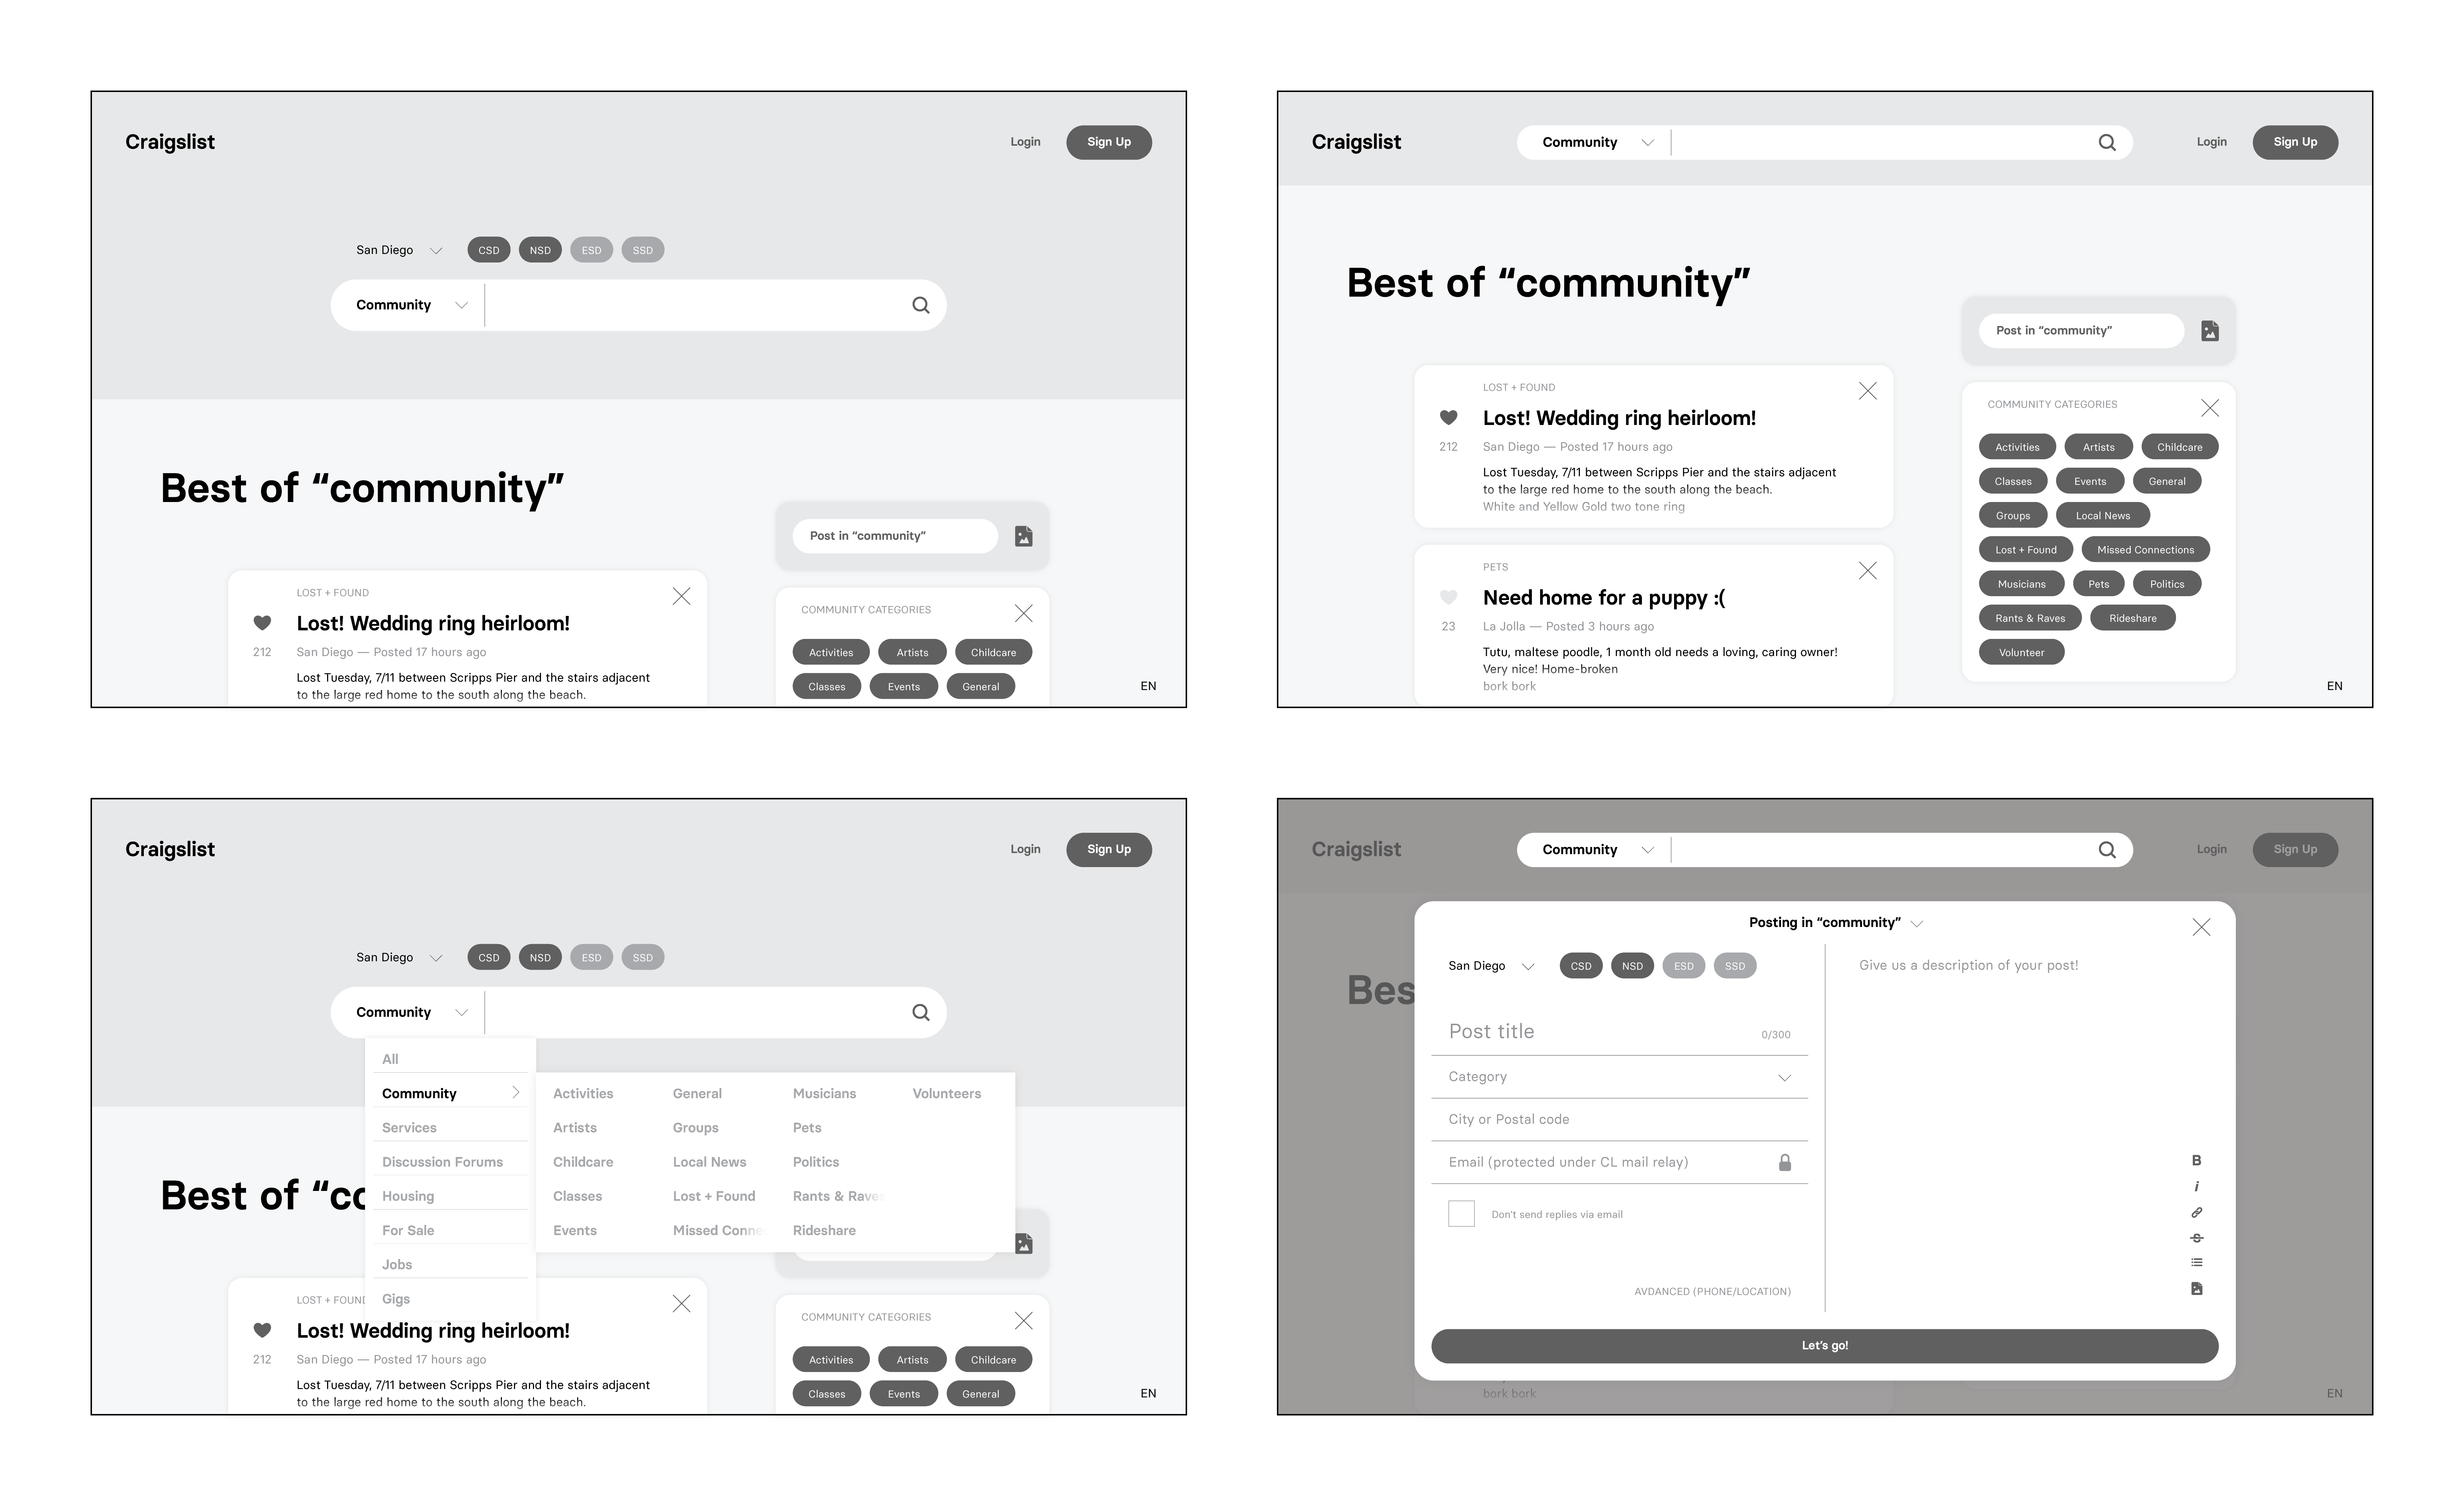 Craigslist
Login
Sign Up
San Diego
CSD
NSD
ESD
SSD
Community
Best of “community”
Post in “community”
LOST + FOUND
Lost! Wedding ring heirloom!
212
San Diego — Posted 17 hours ago
Lost Tuesday, 7/11 between Scripps Pier and the stairs adjacent
to the large red home to the south along the beach.
COMMUNITY CATEGORIES
Activities
Artists
Childcare
Classes
Events
General
EN
Craigslist
Community
Login
Sign Up
Best of “community”
Post in “community”
LOST + FOUND
Lost! Wedding ring heirloom!
212
San Diego — Posted 17 hours ago
Lost Tuesday, 7/11 between Scripps Pier and the stairs adjacent
to the large red home to the south along the beach.
White and Yellow Gold two tone ring
PETS
Need home for a puppy :(
23
La Jolla — Posted 3 hours ago
Tutu, maltese poodle, 1 month old needs a loving, caring owner!
Very nice! Home-broken
bork bork
COMMUNITY CATEGORIES
Activities
Artists
Childcare
Classes
Events
General
Groups
Local News
Lost + Found
Missed Connections
Musicians
Pets
Politics
Rants & Raves
Rideshare
Volunteer
EN
Craigslist
Login
Sign Up
San Diego
CSD
NSD
ESD
SSD
Community
All
Community
Services
Discussion Forums
Housing
For Sale
Jobs
Gigs
Activities
Artists
Childcare
Classes
Events
General
Groups
Local News
Lost + Found
Missed Conne
Musicians
Pets
Politics
Rants & Raves
Rideshare
Volunteers
Best of “co
LOST + FOUND
Lost! Wedding ring heirloom!
212
San Diego — Posted 17 hours ago
Lost Tuesday, 7/11 between Scripps Pier and the stairs adjacent
to the large red home to the south along the beach.
COMMUNITY CATEGORIES
Activities
Artists
Childcare
Classes
Events
General
EN
Craigslist
Community
Login
Sign Up
Bes
Posting in “community”
San Diego
CSD
NSD
ESD
SSD
Post title
0/300
Category
City or Postal code
Email (protected under CL mail relay)
Don't send replies via email
AVDANCED (PHONE/LOCATION)
Give us a description of your post!
B
i
S
Let’s go!
bork bork
EN